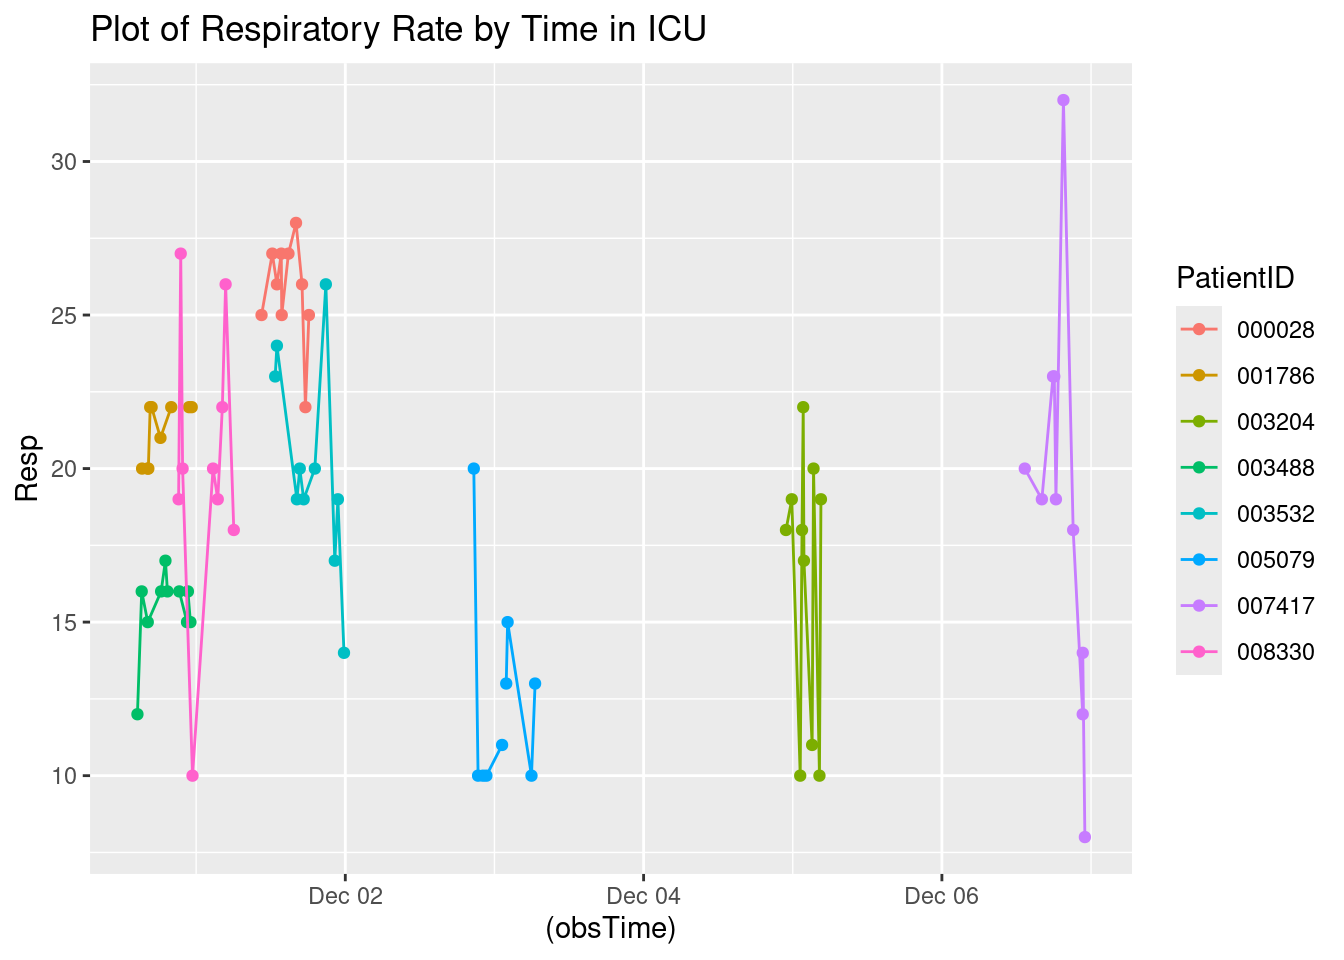 Plot of Respiratory Rate by Time in ICU
30
25
20
15
10
Resp
Dec 02
Dec 04
Dec 06
(obsTime)
PatientID
000028
001786
003204
003488
003532
005079
007417
008330